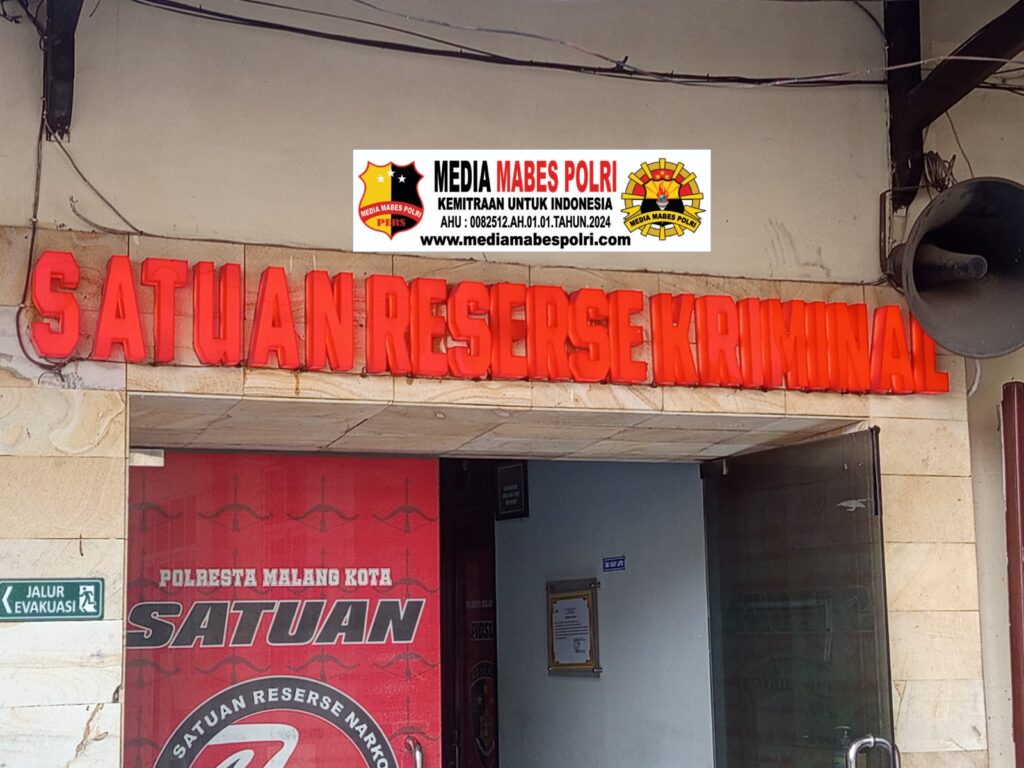 MEDIA MABES POLRI
KEMITRAAN UNTUK INDONESIA
AHU : 0082512.AH.01.01.TAHUN.2024
www.mediamabespolri.com
MEDIA MABES POLRI
PERS
MEDIA MABES POLRI
SATUAN RESERSE KRIMINAL
POLRESTA MALANG KOTA
SATUAN
SATUAN RESERSE NARKO
JALUR
EVAKUASI